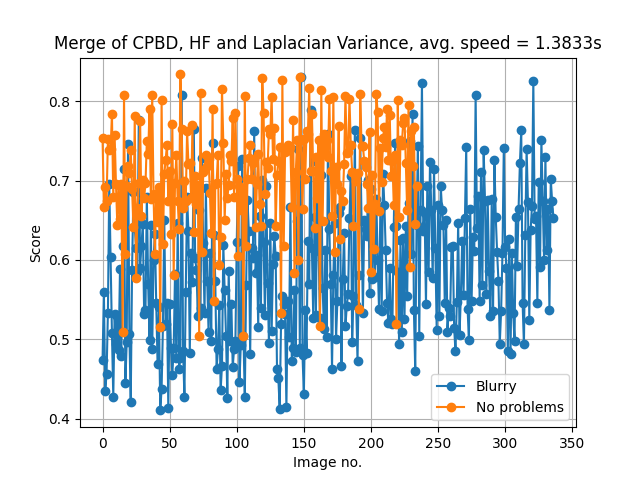 Merge of CPBD, HF and Laplacian Variance, avg. speed = 1.3833s
0.8
0.7
0.6
0.5
0.4
Score
Blurry
No problems
0 50 100 150 200 250 300 350
Image no.